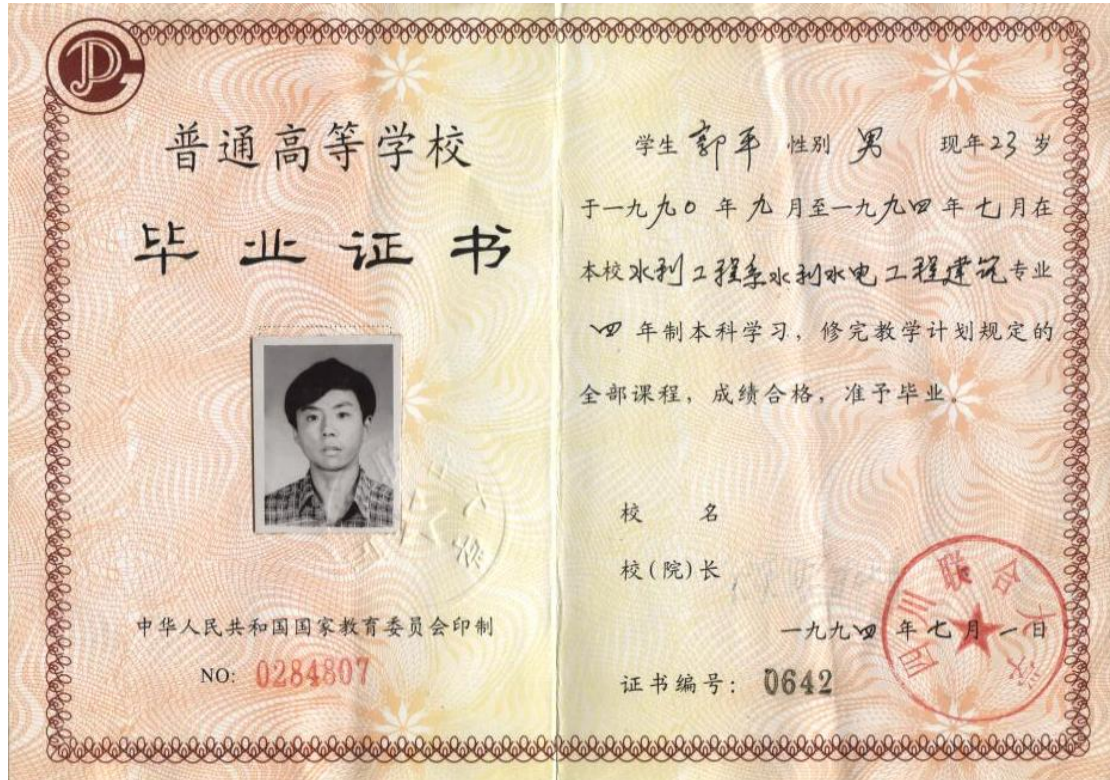 普通高等学校
毕业证书
中华人民共和国国家教育委员会印制
NO: 0284807
学生 郭平 性别 男 现年23岁
于一九九0年九月至一九九四年七月在
本校水利工程系水利水电工程建筑专业
四年制本科学习，修完教学计划规定的
全部课程，成绩合格，准予毕业。
校 名
校(院)长
一九九四年七月一日
证书编号： 0642
四川联合大学